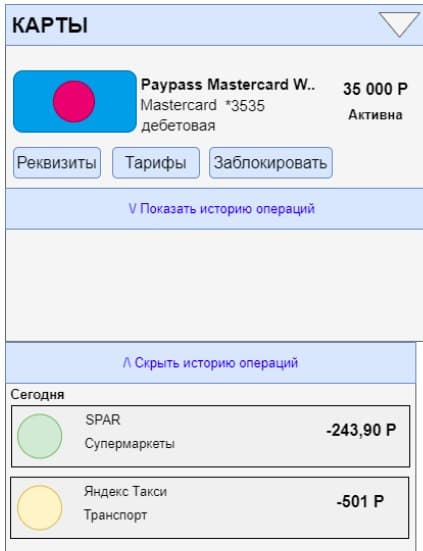 КАРТЫ
Paypass Mastercard W..
35 000 Р
Mastercard *3535
Активна
дебетовая
Реквизиты Тарифы Заблокировать
\/ Показать историю операций
/\ Скрыть историю операций
Сегодня
SPAR
-243,90 Р
Супермаркеты
Яндекс Такси
-501 Р
Транспорт